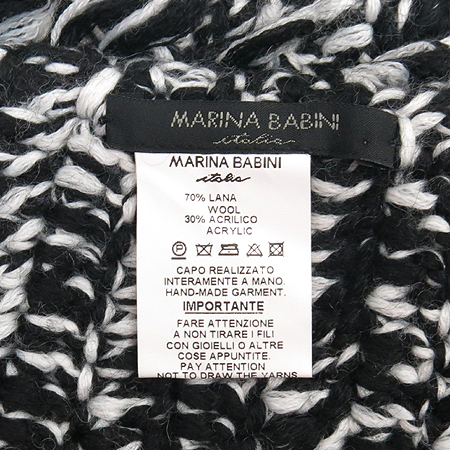 MARINA BABINI
italia
MARINA BABINI
italia
70% LANA
WOOL
30% ACRILICO
ACRYLIC
P
CAPO REALIZZATO
INTERAMENTE A MANO.
HAND-MADE GARMENT.
IMPORTANTE
FARE ATTENZIONE
A NON TIRARE I FILI
CON GIOIELLI O ALTRE
COSE APPUNTITE.
PAY ATTENTION
NOT TO DRAW THE YARNS